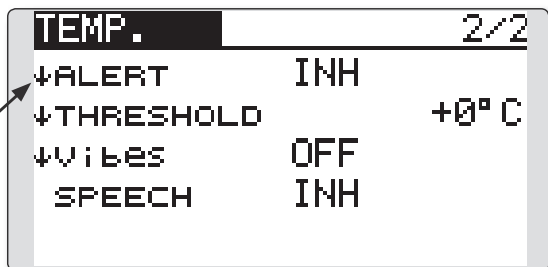 TEMP. 2/2
↓ALERT INH
↓THRESHOLD +0°C
↓Vibes OFF
SPEECH INH